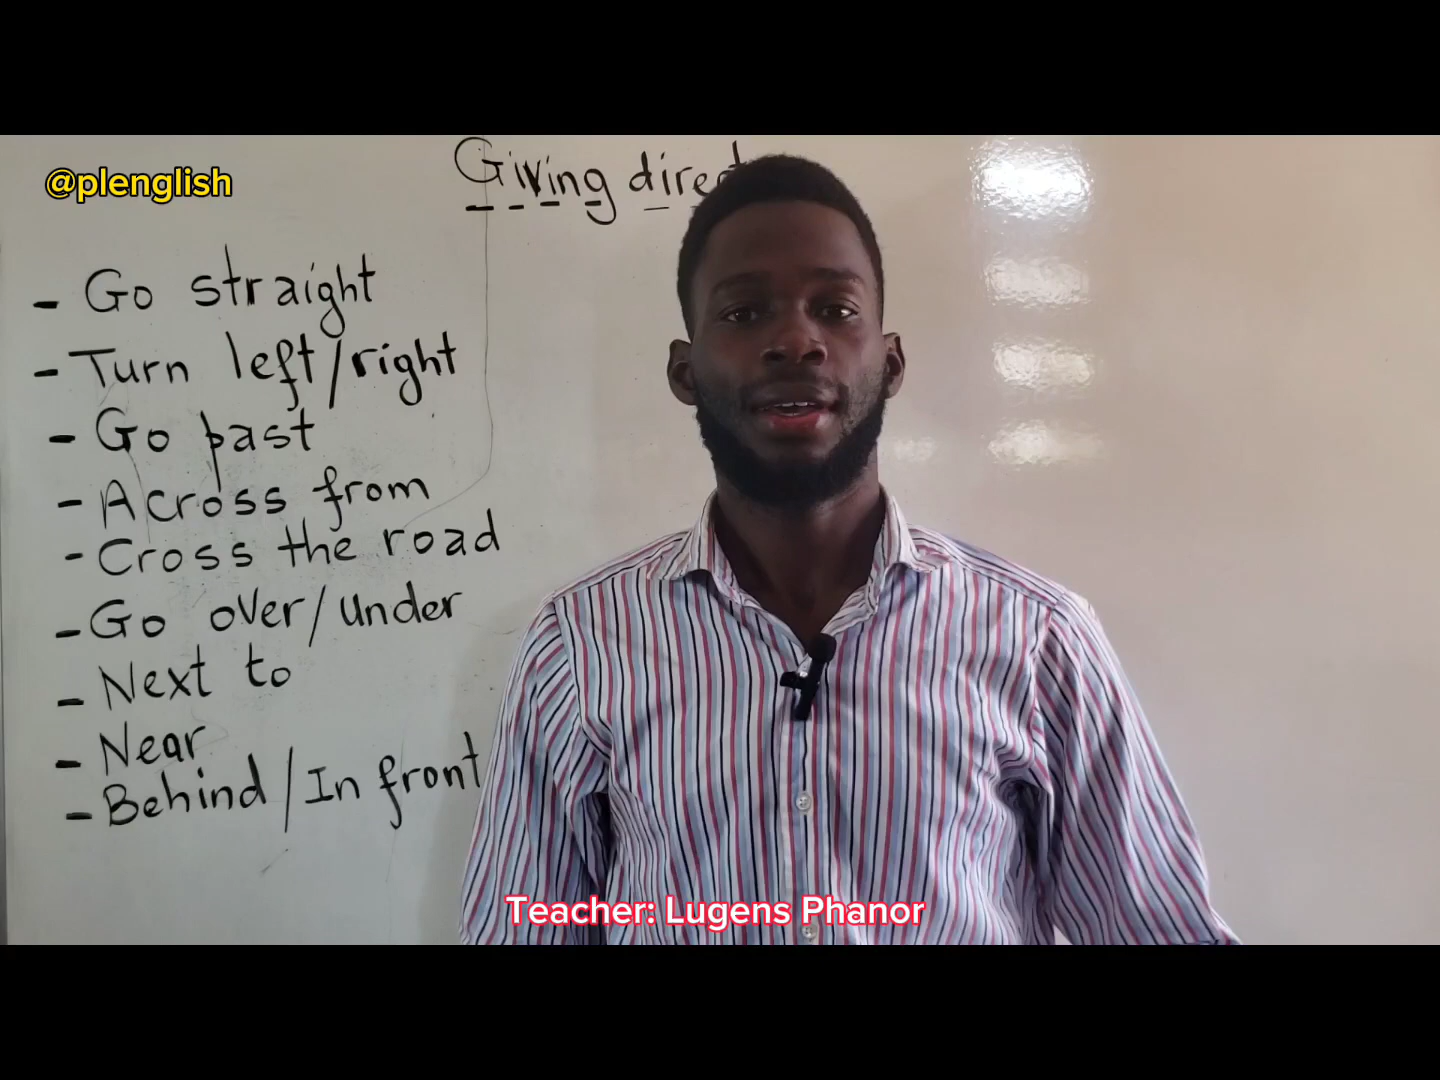 @plenglish
Giving direct
- Go straight
- Turn left/right
- Go past
- Across from
- Cross the road
- Go over/under
- Next to
- Near
- Behind/In front
Teacher: Lugens Phanor